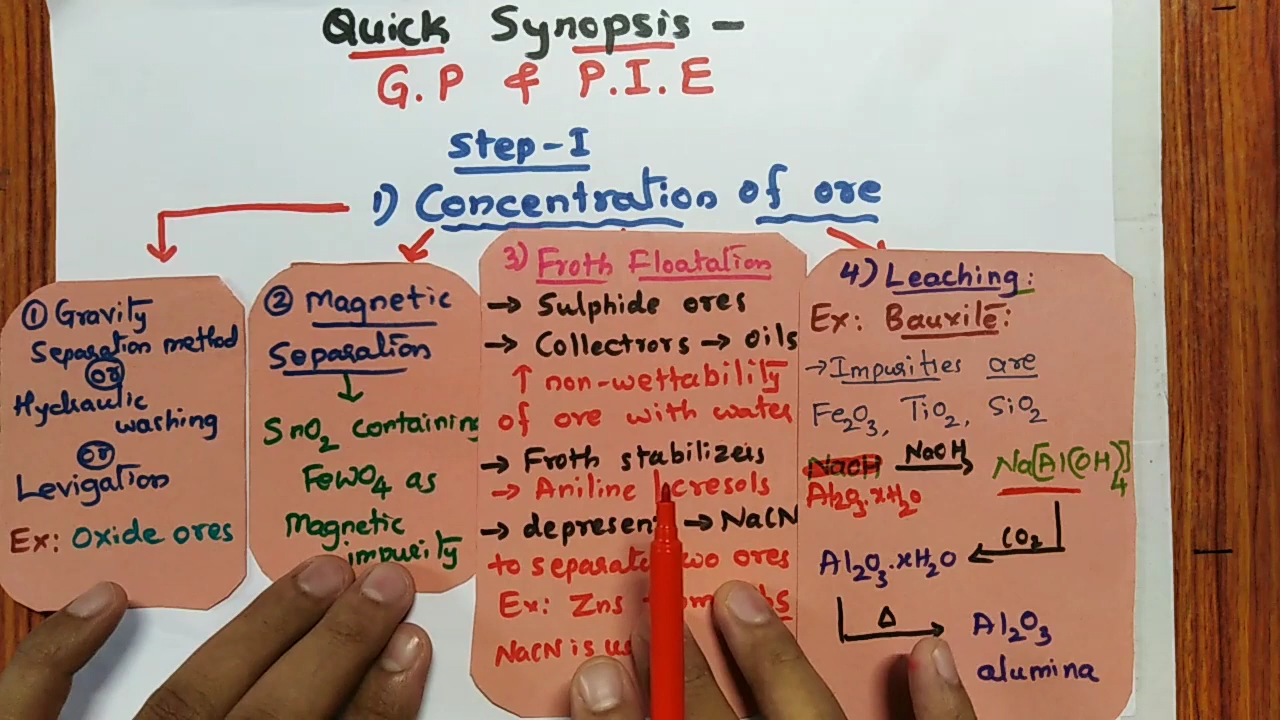 Quick Synopsis -
G.P & P.I.E
Step-I
1) Concentration of ore
① Gravity
Separation method
or
Hydraulic
washing
or
Levigation
Ex: Oxide ores
② Magnetic
Separation
SnO₂ containing
FeWO₄ as
Magnetic
impurity
3) Froth Floatation
→ Sulphide ores
→ Collectrors → oils
↑ non-wettability
of ore with water
→ Froth stabilizers
→ Aniline cresols
→ depresent → NaCN
to separate two ores
Ex: ZnS
NaCN is
4) Leaching:
Ex: Bauxite:
→ Impurities are
Fe₂O₃, TiO₂, SiO₂
NaOH NaOH → Na[Al(OH)₄]
Al₂O₃.xH₂O
CO₂
Al₂O₃.xH₂O
Δ → Al₂O₃
alumina